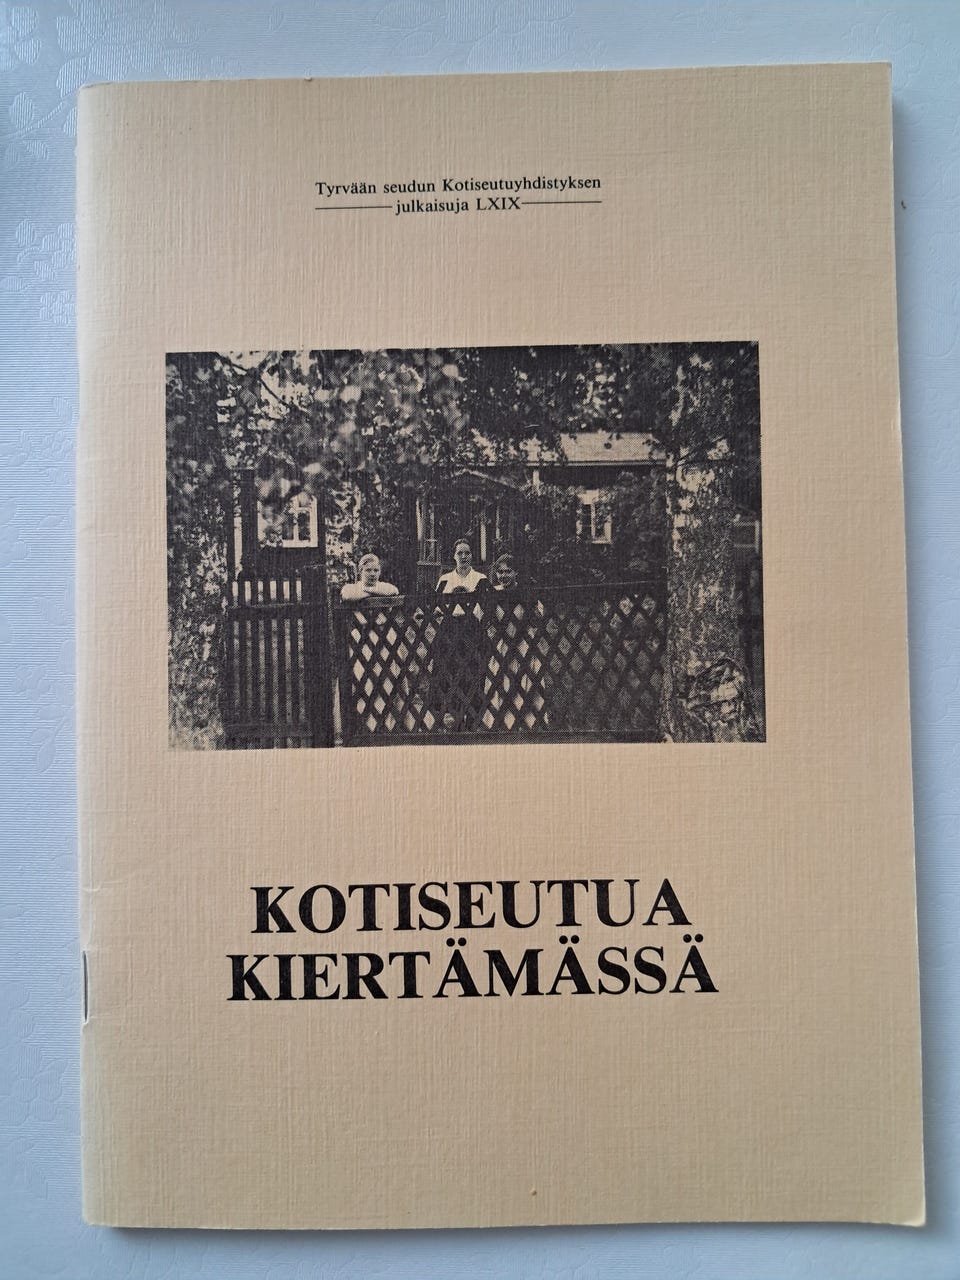 Tyrvään seudun Kotiseutuyhdistyksen
julkaisuja LXIX
KOTISEUTUA
KIERTÄMÄSSÄ